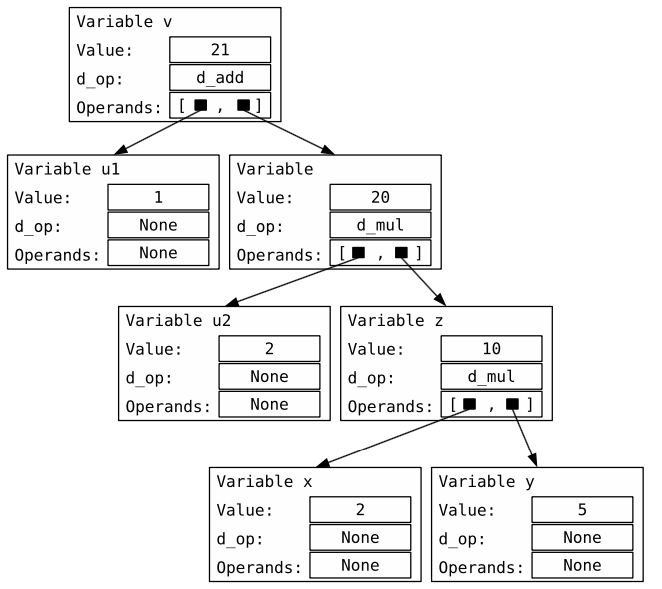 Variable v
Value: 21
d_op: d_add
Operands: [ , ]
Variable u1
Value: 1
d_op: None
Operands: None
Variable
Value: 20
d_op: d_mul
Operands: [ , ]
Variable u2
Value: 2
d_op: None
Operands: None
Variable z
Value: 10
d_op: d_mul
Operands: [ , ]
Variable x
Value: 2
d_op: None
Operands: None
Variable y
Value: 5
d_op: None
Operands: None